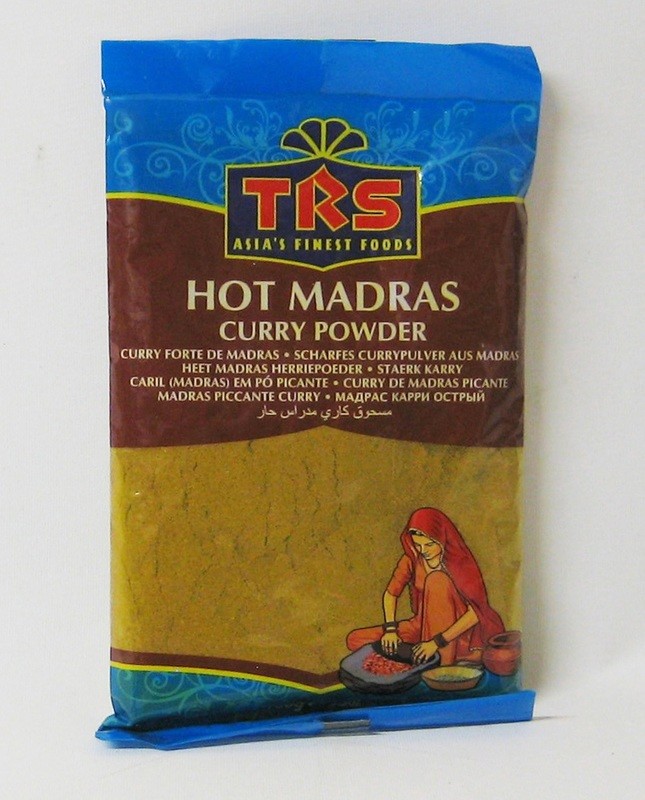 TRS
ASIA'S FINEST FOODS
HOT MADRAS
CURRY POWDER
CURRY FORTE DE MADRAS • SCHARFES CURRYPULVER AUS MADRAS
HEET MADRAS HERRIEPOEDER • STAERK KARRY
CARIL (MADRAS) EM PÓ PICANTE • CURRY DE MADRAS PICANTE
MADRAS PICCANTE CURRY • МАДРАС КАРРИ ОСТРЫЙ
مسحوق كاري مدراس حار